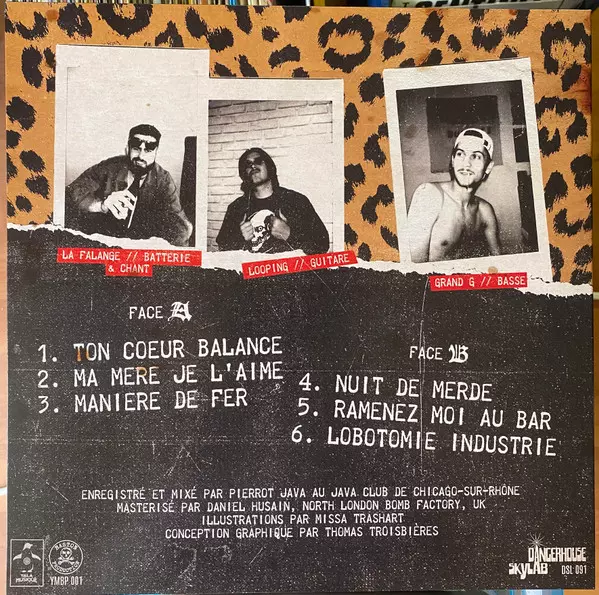 LA FALANGE // BATTERIE
& CHANT
LOOPING // GUITARE
GRAND G // BASSE
FACE A
1. TON COEUR BALANCE
2. MA MERE JE L'AIME
3. MANIERE DE FER
FACE B
4. NUIT DE MERDE
5. RAMENEZ MOI AU BAR
6. LOBOTOMIE INDUSTRIE
ENREGISTRÉ ET MIXÉ PAR PIERROT JAVA AU JAVA CLUB DE CHICAGO-SUR-RHÔNE
MASTERISÉ PAR DANIEL HUSAIN, NORTH LONDON BOMB FACTORY, UK
ILLUSTRATIONS PAR MISSA TRASHART
CONCEPTION GRAPHIQUE PAR THOMAS TROISBIÈRES
MUSIQUE
YMBP 001
DANGERHOUSE
SKYLAB
DSL 091